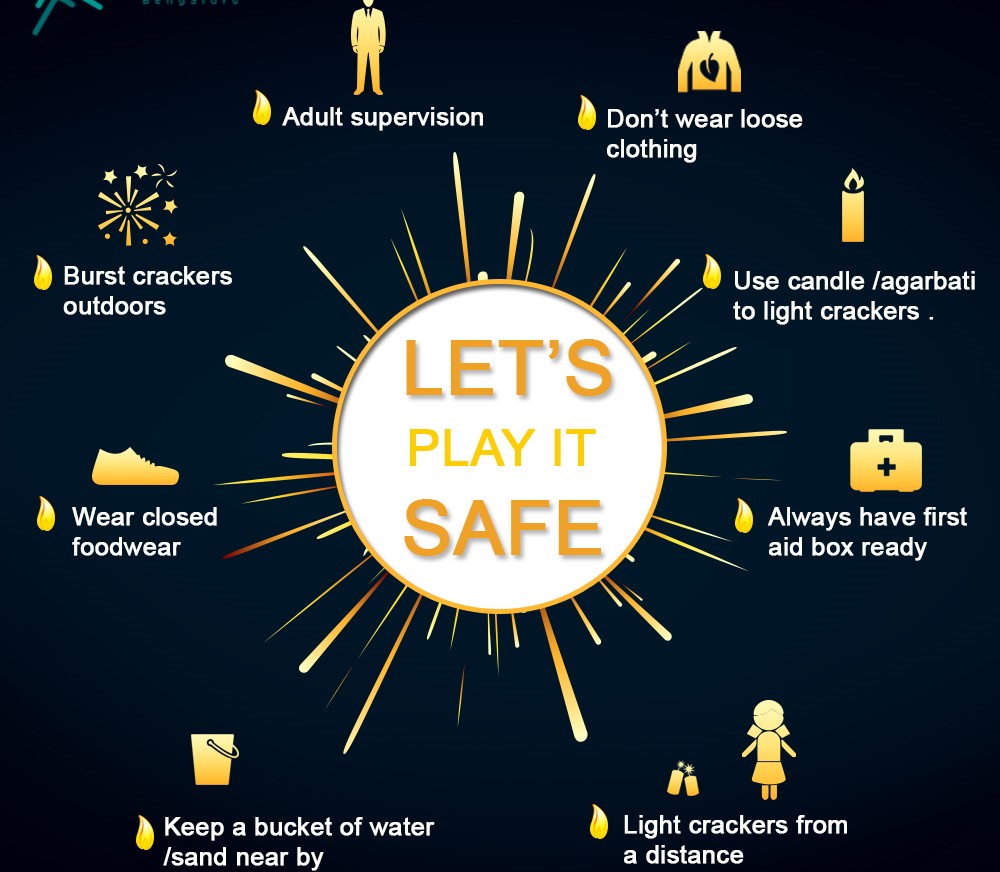 Bengaluru
Adult supervision
Don't wear loose
clothing
Burst crackers
outdoors
Use candle /agarbati
to light crackers .
LET'S
PLAY IT
SAFE
Wear closed
foodwear
Always have first
aid box ready
Keep a bucket of water
/sand near by
Light crackers from
a distance